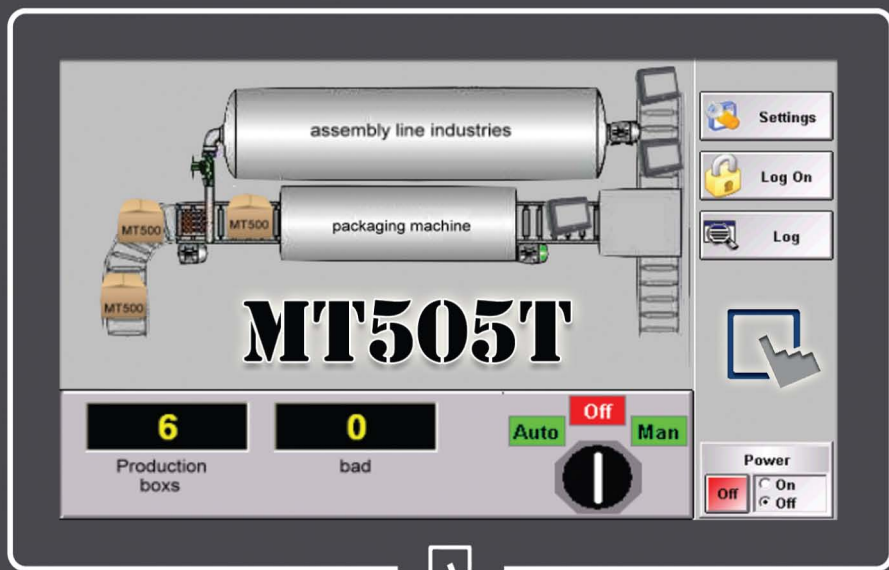 assembly line industries
Settings
Log On
MT500
MT500
packaging machine
Log
MT500
MT505T
6
0
Production
boxs
bad
Auto
Off
Man
Power
Off
On
Off